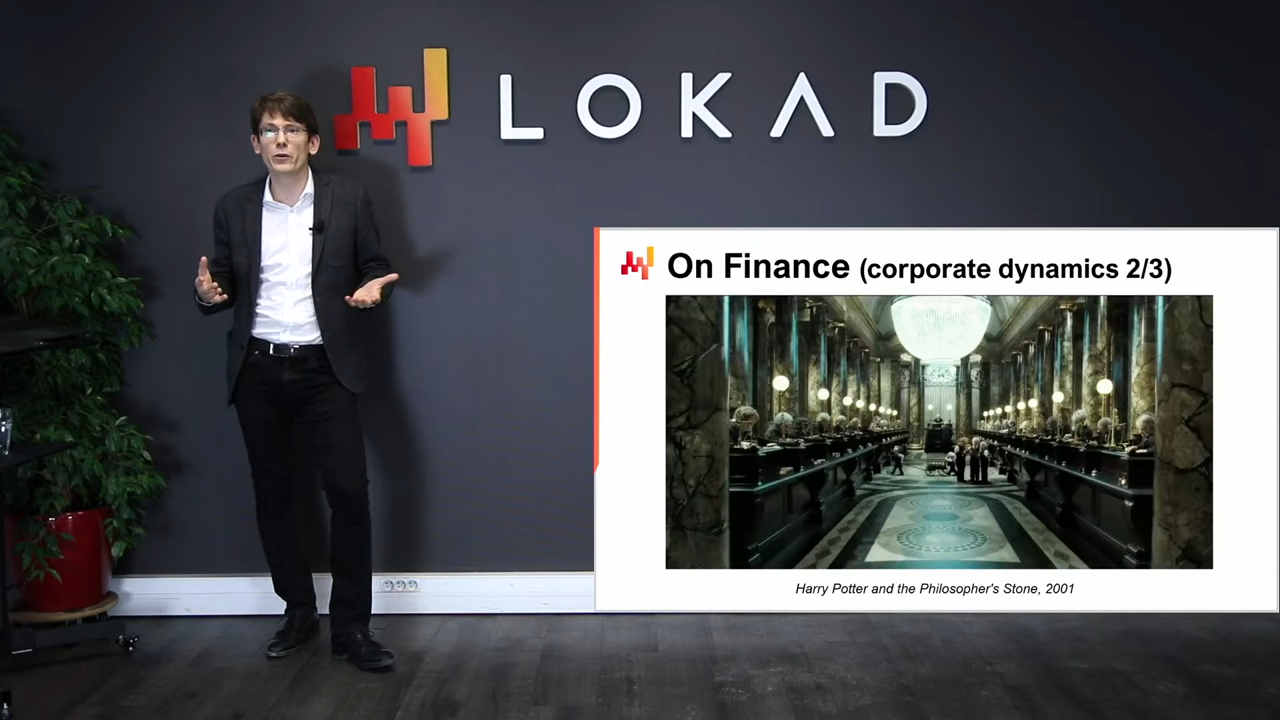 LOKAD
On Finance (corporate dynamics 2/3)
Harry Potter and the Philosopher's Stone, 2001